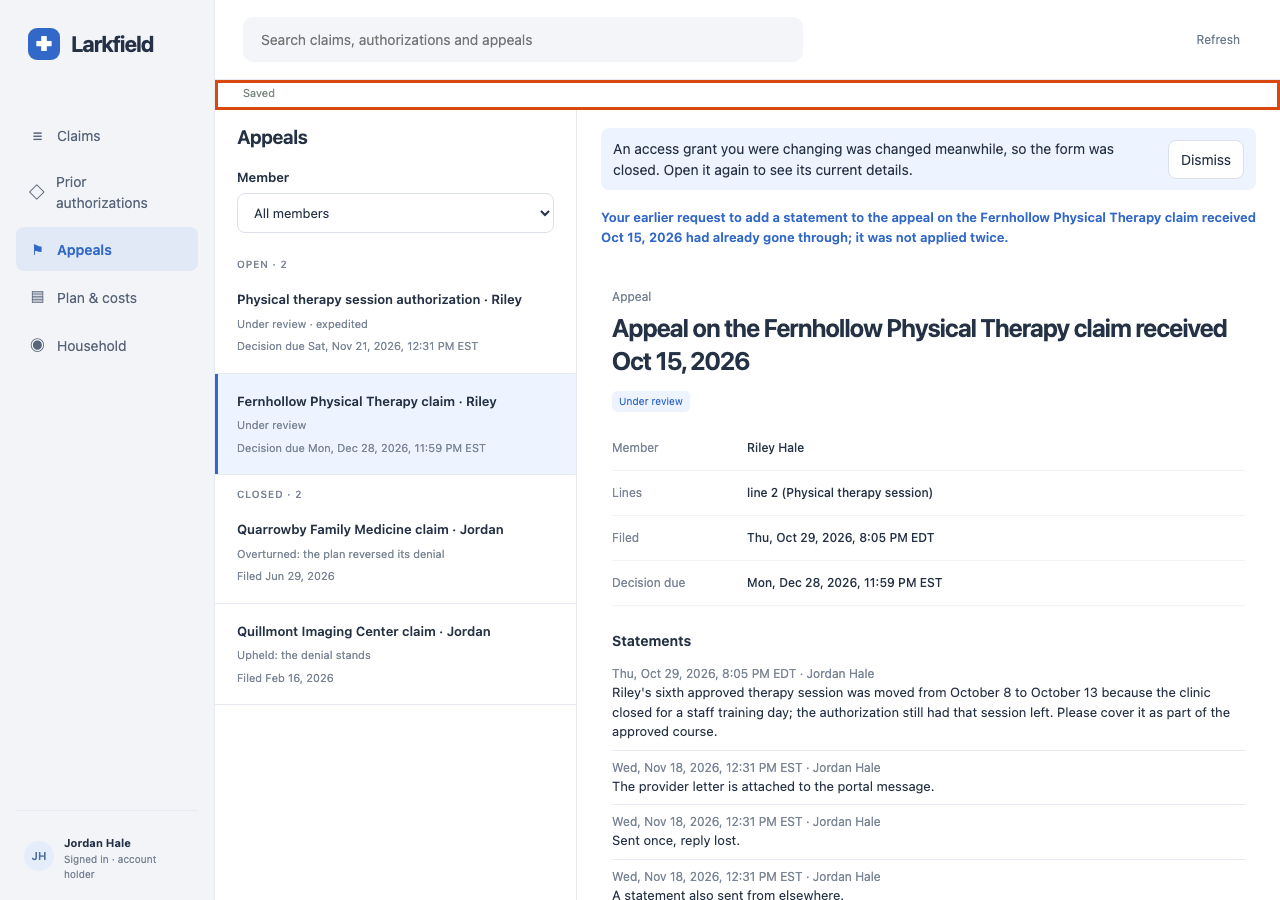 Larkfield
Search claims, authorizations and appeals
Refresh
Saved
Claims
Prior
authorizations
Appeals
Plan & costs
Household
JH
Jordan Hale
Signed in · account
holder
Appeals
Member
All members
OPEN · 2
Physical therapy session authorization · Riley
Under review · expedited
Decision due Sat, Nov 21, 2026, 12:31 PM EST
Fernhollow Physical Therapy claim · Riley
Under review
Decision due Mon, Dec 28, 2026, 11:59 PM EST
CLOSED · 2
Quarrowby Family Medicine claim · Jordan
Overturned: the plan reversed its denial
Filed Jun 29, 2026
Quillmont Imaging Center claim · Jordan
Upheld: the denial stands
Filed Feb 16, 2026
An access grant you were changing was changed meanwhile, so the form was
closed. Open it again to see its current details.
Dismiss
Your earlier request to add a statement to the appeal on the Fernhollow Physical Therapy claim received
Oct 15, 2026 had already gone through; it was not applied twice.
Appeal
Appeal on the Fernhollow Physical Therapy claim received
Oct 15, 2026
Under review
Member Riley Hale
Lines line 2 (Physical therapy session)
Filed Thu, Oct 29, 2026, 8:05 PM EDT
Decision due Mon, Dec 28, 2026, 11:59 PM EST
Statements
Thu, Oct 29, 2026, 8:05 PM EDT · Jordan Hale
Riley's sixth approved therapy session was moved from October 8 to October 13 because the clinic
closed for a staff training day; the authorization still had that session left. Please cover it as part of the
approved course.
Wed, Nov 18, 2026, 12:31 PM EST · Jordan Hale
The provider letter is attached to the portal message.
Wed, Nov 18, 2026, 12:31 PM EST · Jordan Hale
Sent once, reply lost.
Wed, Nov 18, 2026, 12:31 PM EST · Jordan Hale
A statement also sent from elsewhere.